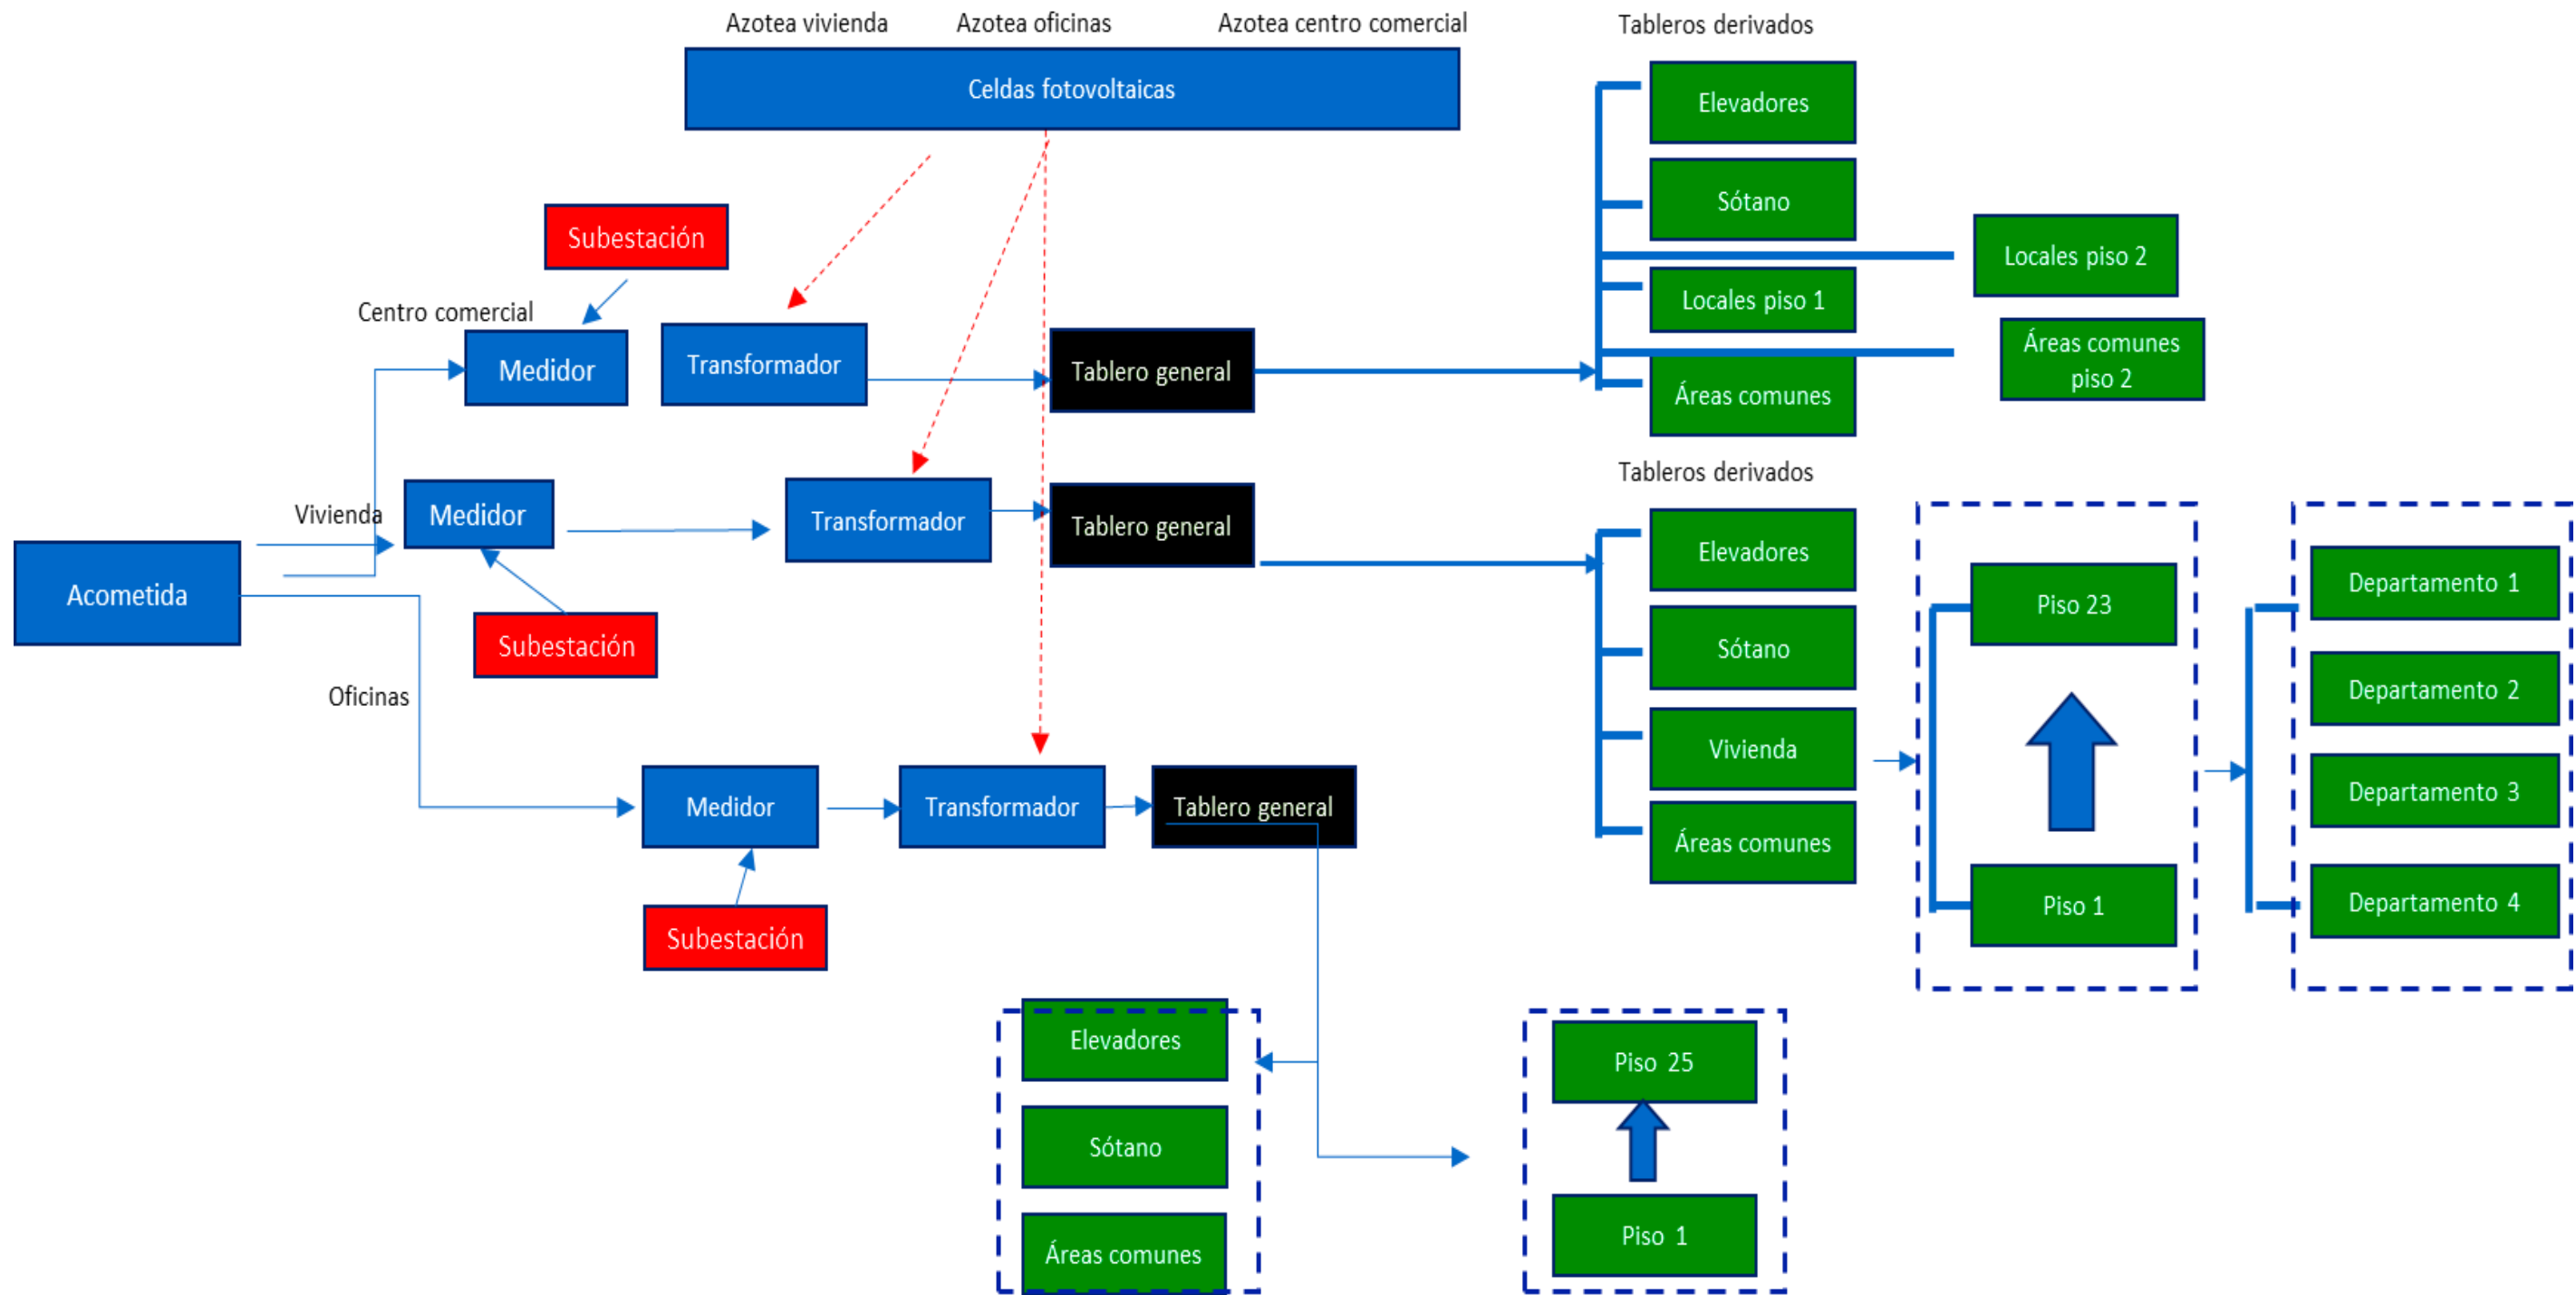 Azotea vivienda
Azotea oficinas
Azotea centro comercial
Tableros derivados
Celdas fotovoltaicas
Elevadores
Sótano
Subestación
Locales piso 2
Centro comercial
Locales piso 1
Medidor
Transformador
Tablero general
Áreas comunes
piso 2
Áreas comunes
Tableros derivados
Vivienda
Medidor
Transformador
Tablero general
Elevadores
Acometida
Piso 23
Departamento 1
Subestación
Sótano
Departamento 2
Oficinas
Vivienda
Departamento 3
Medidor
Transformador
Tablero general
Áreas comunes
Piso 1
Departamento 4
Subestación
Elevadores
Piso 25
Sótano
Áreas comunes
Piso 1